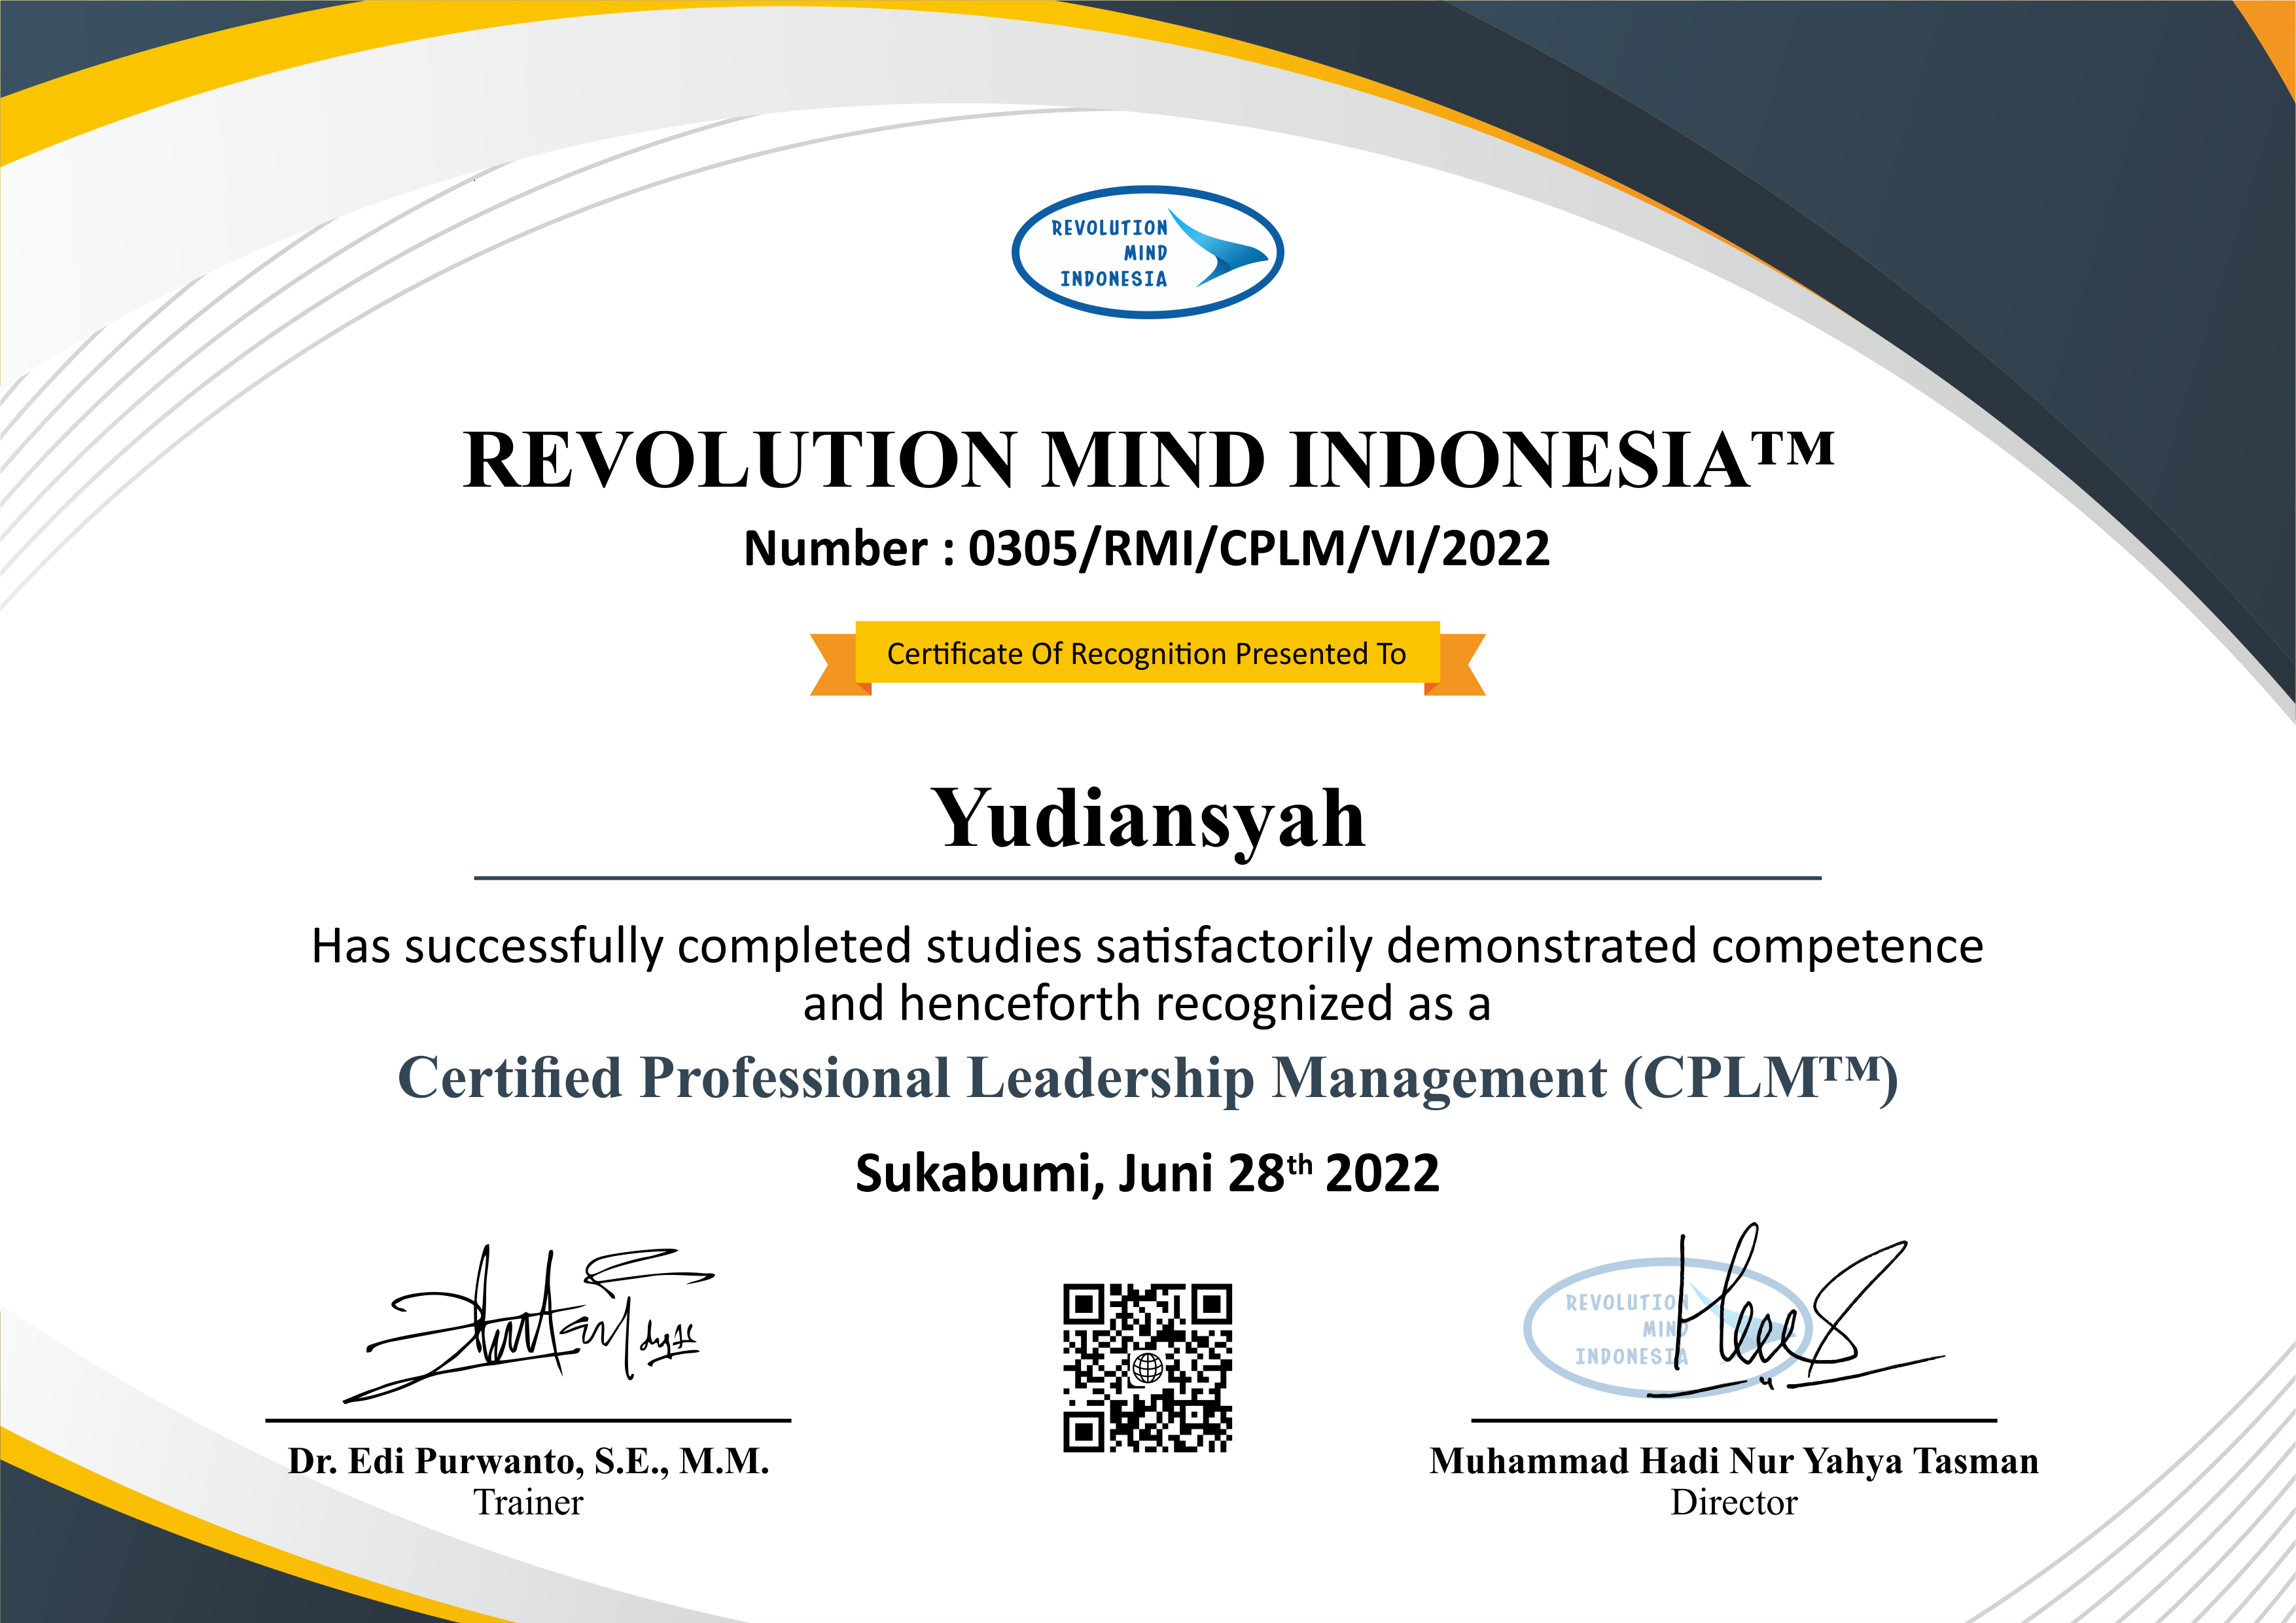 REVOLUTION
MIND
INDONESIA
REVOLUTION MIND INDONESIA™
Number : 0305/RMI/CPLM/VI/2022
Certificate Of Recognition Presented To
Yudiansyah
Has successfully completed studies satisfactorily demonstrated competence
and henceforth recognized as a
Certified Professional Leadership Management (CPLM™)
Sukabumi, Juni 28th 2022
REVOLUTION
MIND
INDONESIA
Dr. Edi Purwanto, S.E., M.M.
Trainer
Muhammad Hadi Nur Yahya Tasman
Director